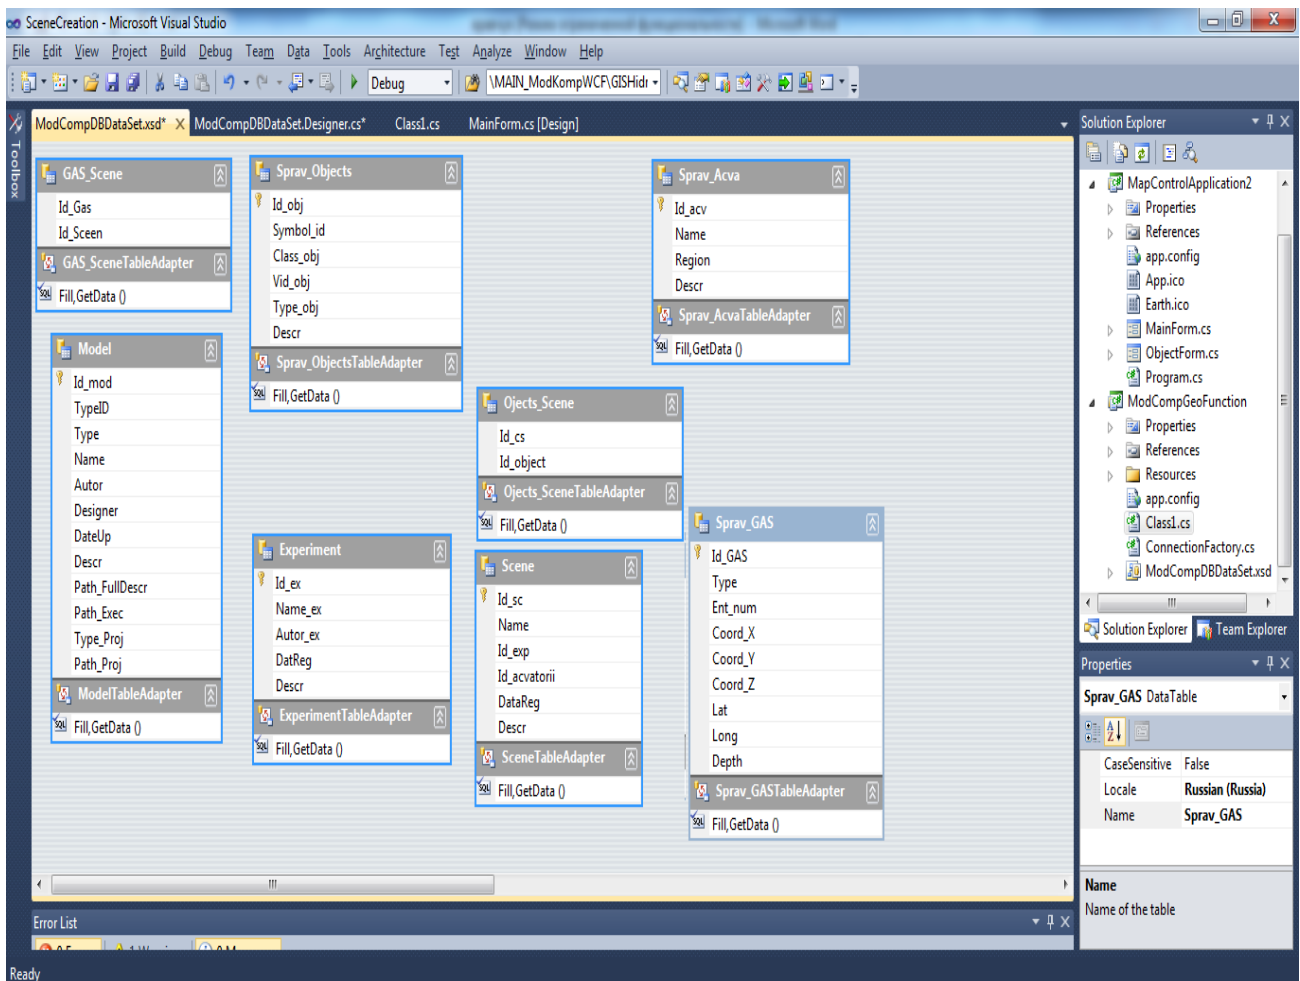 SceneCreation - Microsoft Visual Studio
File Edit View Project Build Debug Team Data Tools Architecture Test Analyze Window Help
Debug \MAIN_ModKompWCF\GISHidr
ModCompDBDataSet.xsd* X ModCompDBDataSet.Designer.cs* Class1.cs MainForm.cs [Design]
Toolbox
GAS_Scene
Id_Gas
Id_Sceen
GAS_SceneTableAdapter
Fill,GetData ()
Sprav_Objects
Id_obj
Symbol_id
Class_obj
Vid_obj
Type_obj
Descr
Sprav_ObjectsTableAdapter
Fill,GetData ()
Sprav_Acva
Id_acv
Name
Region
Descr
Sprav_AcvaTableAdapter
Fill,GetData ()
Model
Id_mod
TypeID
Type
Name
Autor
Designer
DateUp
Descr
Path_FullDescr
Path_Exec
Type_Proj
Path_Proj
ModelTableAdapter
Fill,GetData ()
Ojects_Scene
Id_cs
Id_object
Ojects_SceneTableAdapter
Fill,GetData ()
Experiment
Id_ex
Name_ex
Autor_ex
DatReg
Descr
ExperimentTableAdapter
Fill,GetData ()
Scene
Id_sc
Name
Id_exp
Id_acvatorii
DataReg
Descr
SceneTableAdapter
Fill,GetData ()
Sprav_GAS
Id_GAS
Type
Ent_num
Coord_X
Coord_Y
Coord_Z
Lat
Long
Depth
Sprav_GASTableAdapter
Fill,GetData ()
Solution Explorer
MapControlApplication2
Properties
References
app.config
App.ico
Earth.ico
MainForm.cs
ObjectForm.cs
Program.cs
ModCompGeoFunction
Properties
References
Resources
app.config
Class1.cs
ConnectionFactory.cs
ModCompDBDataSet.xsd
Solution Explorer Team Explorer
Properties
Sprav_GAS DataTable
CaseSensitive False
Locale Russian (Russia)
Name Sprav_GAS
Name
Name of the table
Error List
Ready